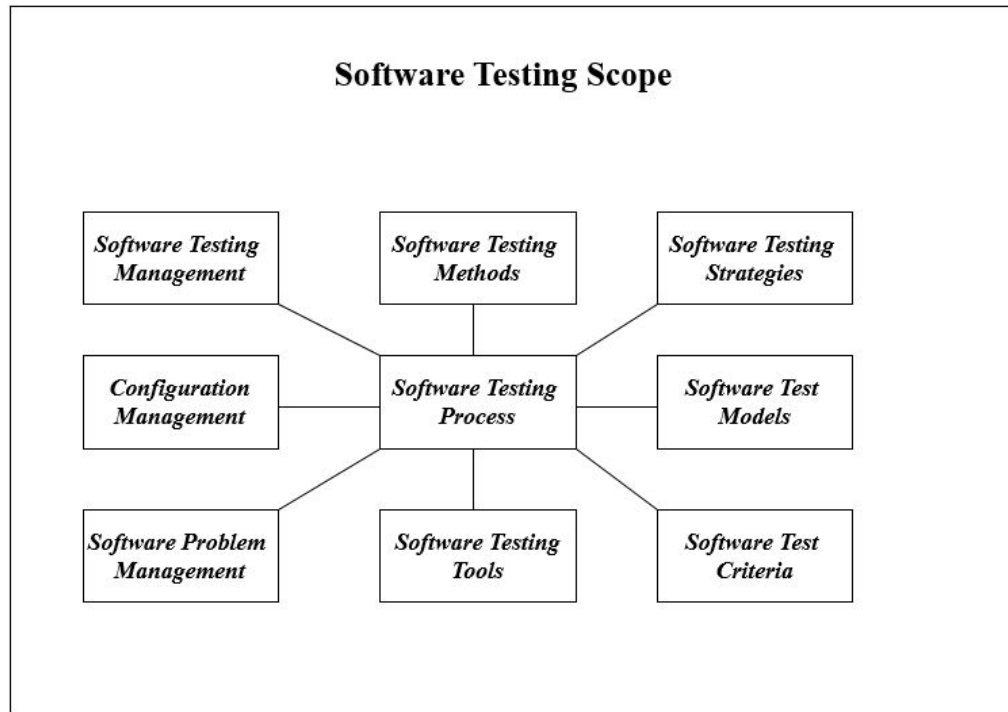 Software Testing Scope
Software Testing
Management
Software Testing
Methods
Software Testing
Strategies
Configuration
Management
Software Testing
Process
Software Test
Models
Software Problem
Management
Software Testing
Tools
Software Test
Criteria